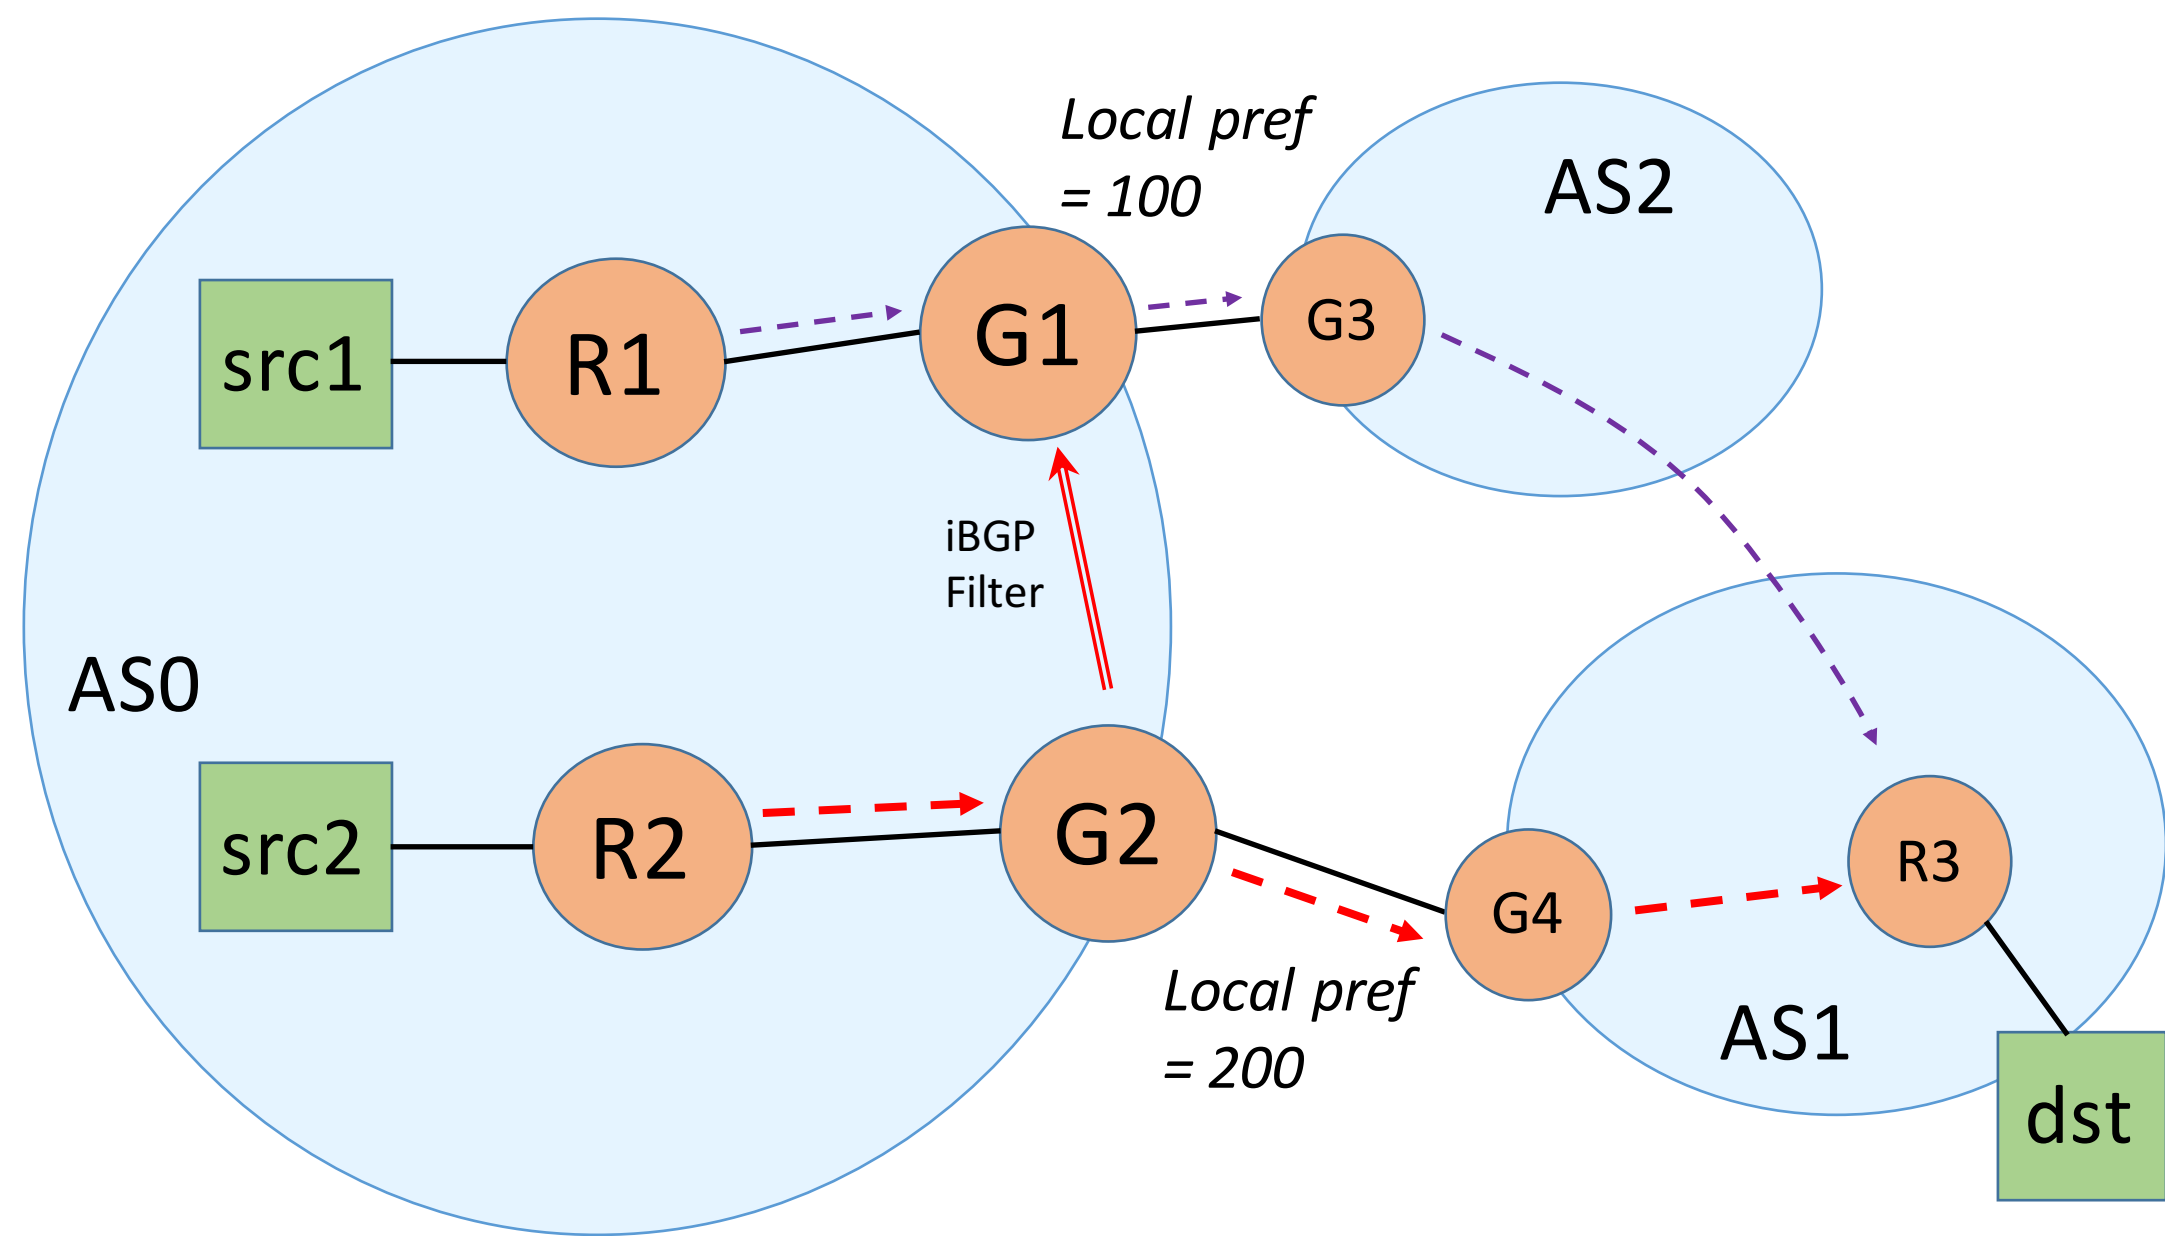 Local pref
= 100
AS2
src1
R1
G1
G3
iBGP
Filter
AS0
src2
R2
G2
G4
R3
Local pref
= 200
AS1
dst